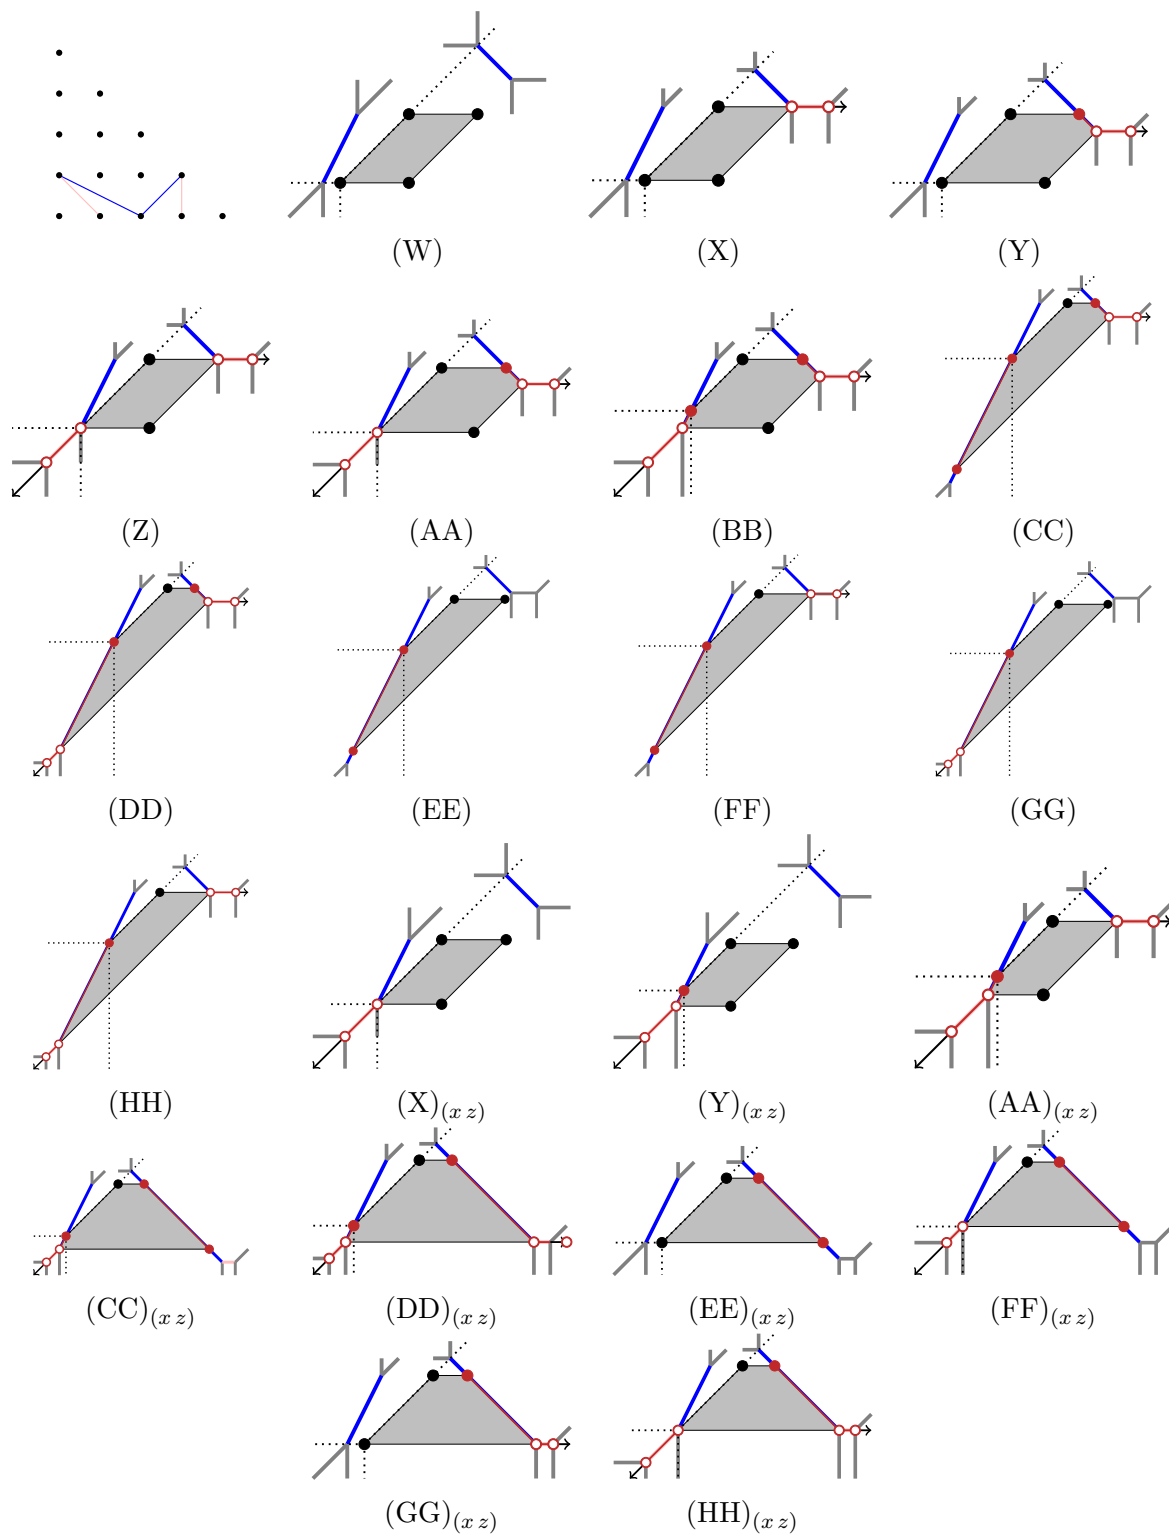 (W) (X) (Y)
(Z) (AA) (BB) (CC)
(DD) (EE) (FF) (GG)
(HH) (X)(x z) (Y)(x z) (AA)(x z)
(CC)(x z) (DD)(x z) (EE)(x z) (FF)(x z)
(GG)(x z) (HH)(x z)